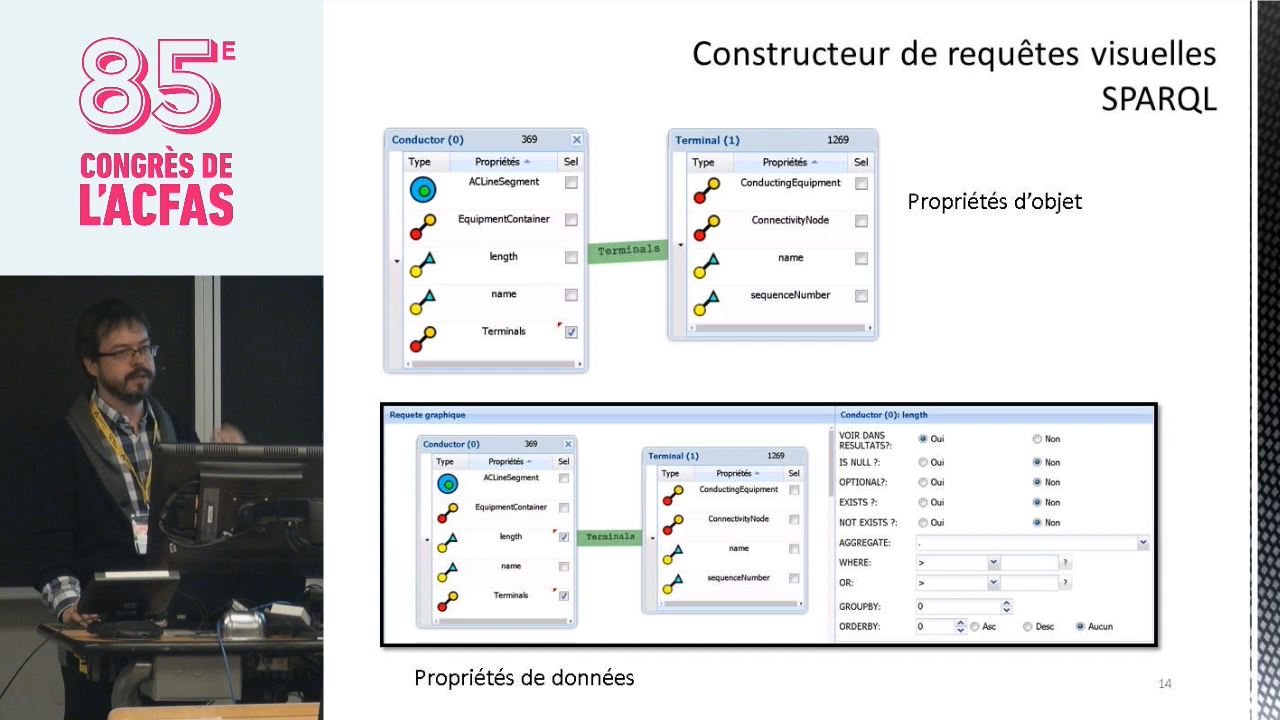 85E
CONGRÈS DE
L'ACFAS
Constructeur de requêtes visuelles
SPARQL
Conductor (0) 369
Type Propriétés Sel
ACLineSegment
EquipmentContainer
length
name
Terminals
Terminals
Terminal (1) 1269
Type Propriétés Sel
ConductingEquipment
ConnectivityNode
name
sequenceNumber
Propriétés d'objet
Requete graphique
Conductor (0) 369
Type Propriétés Sel
ACLineSegment
EquipmentContainer
length
name
Terminals
Terminals
Terminal (1) 1269
Type Propriétés Sel
ConductingEquipment
ConnectivityNode
name
sequenceNumber
Conductor (0): length
VOIR DANS
RESULTATS?: Oui Non
IS NULL ?: Oui Non
OPTIONAL?: Oui Non
EXISTS ?: Oui Non
NOT EXISTS ?: Oui Non
AGGREGATE: .
WHERE: > ?
OR: > ?
GROUPBY: 0
ORDERBY: 0 Asc Desc Aucun
Propriétés de données
14